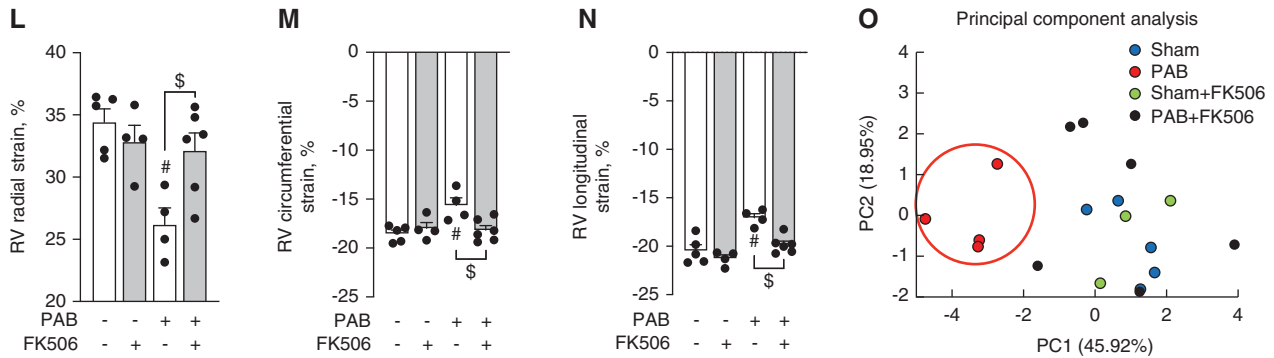 L
RV radial strain, %
40
35
30
25
20
$
#
PAB - - + +
FK506 - + - +
M
RV circumferential
strain, %
0
-5
-10
-15
-20
-25
#
$
PAB - - + +
FK506 - + - +
N
RV longitudinal
strain, %
0
-5
-10
-15
-20
-25
#
$
PAB - - + +
FK506 - + - +
O
Principal component analysis
Sham
PAB
Sham+FK506
PAB+FK506
PC2 (18.95%)
4
3
2
1
0
-1
-2
-4 -2 0 2 4
PC1 (45.92%)